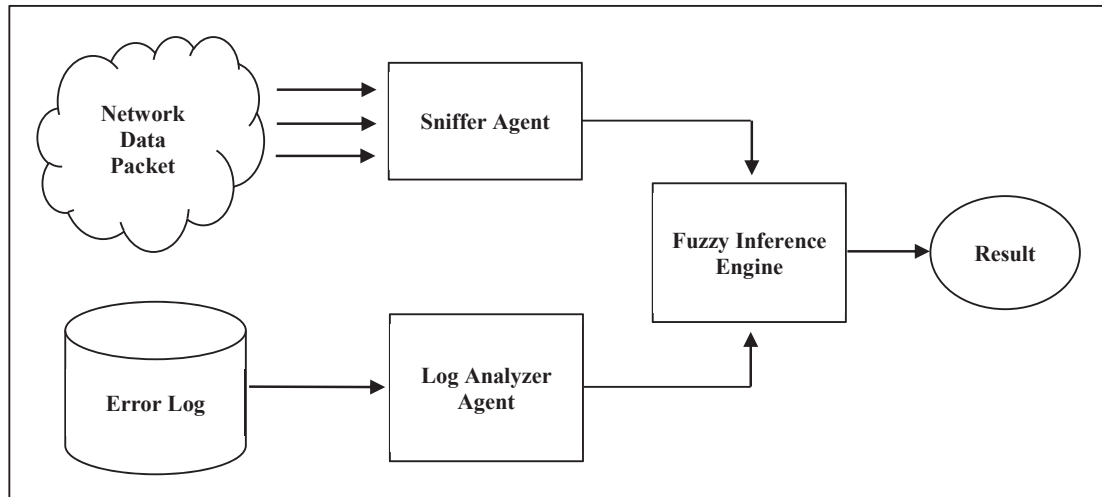 Network
Data
Packet
Sniffer Agent
Fuzzy Inference
Engine
Result
Error Log
Log Analyzer
Agent